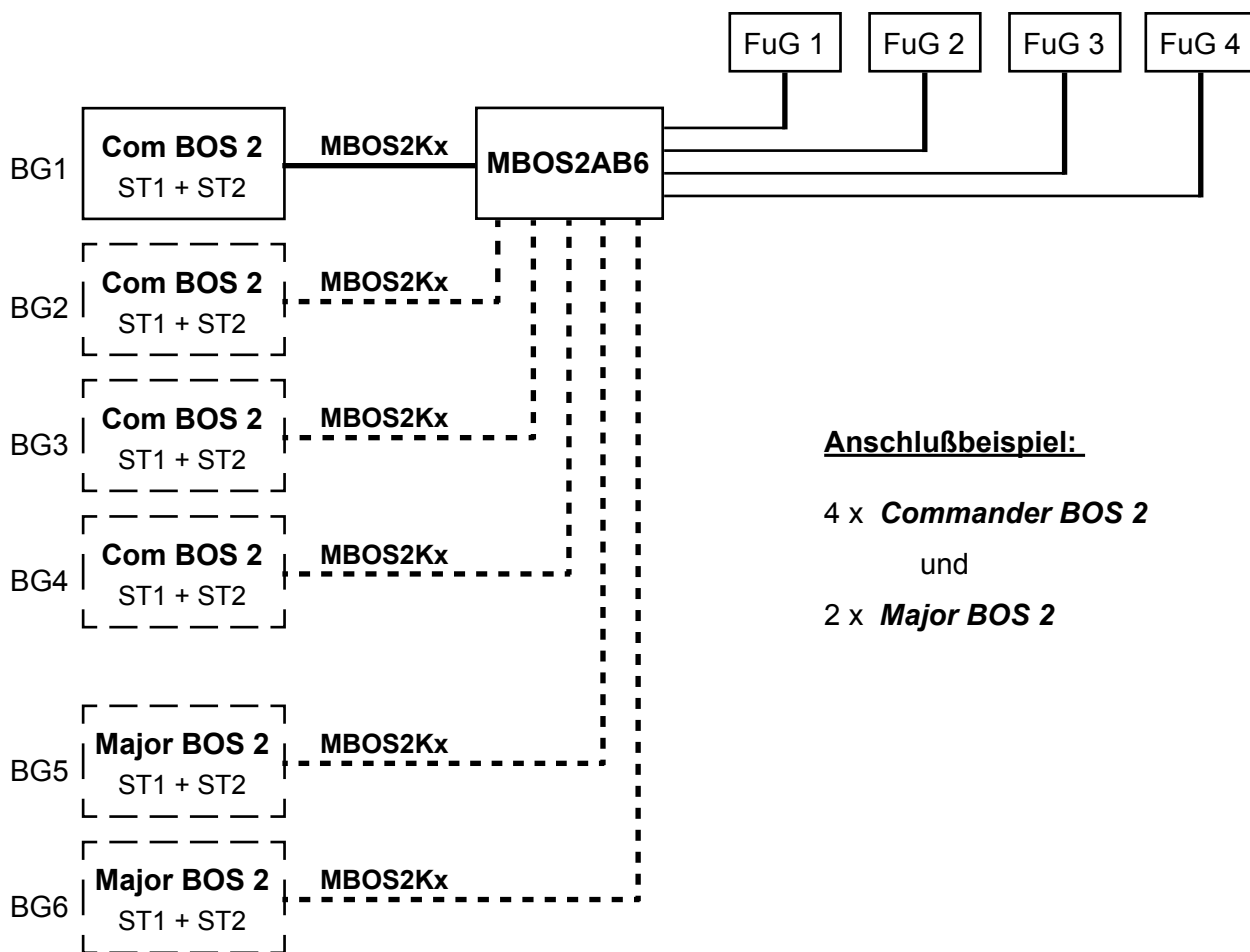 FuG 1
FuG 2
FuG 3
FuG 4
BG1
Com BOS 2
ST1 + ST2
MBOS2Kx
MBOS2AB6
BG2
Com BOS 2
ST1 + ST2
MBOS2Kx
BG3
Com BOS 2
ST1 + ST2
MBOS2Kx
BG4
Com BOS 2
ST1 + ST2
MBOS2Kx
BG5
Major BOS 2
ST1 + ST2
MBOS2Kx
BG6
Major BOS 2
ST1 + ST2
MBOS2Kx
Anschlußbeispiel:
4 x Commander BOS 2
und
2 x Major BOS 2